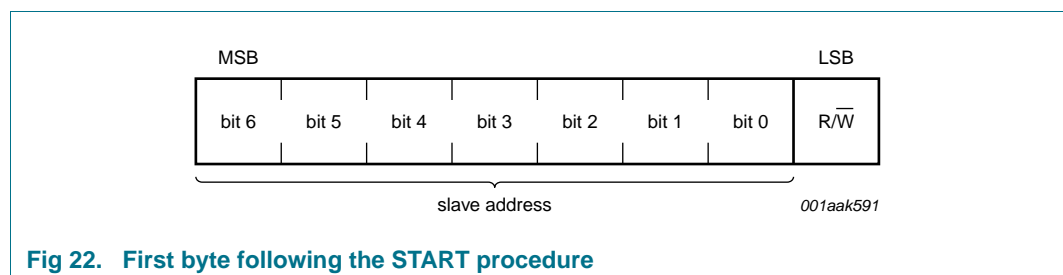 MSB LSB
bit 6 bit 5 bit 4 bit 3 bit 2 bit 1 bit 0 R/W̅
slave address 001aak591
Fig 22. First byte following the START procedure